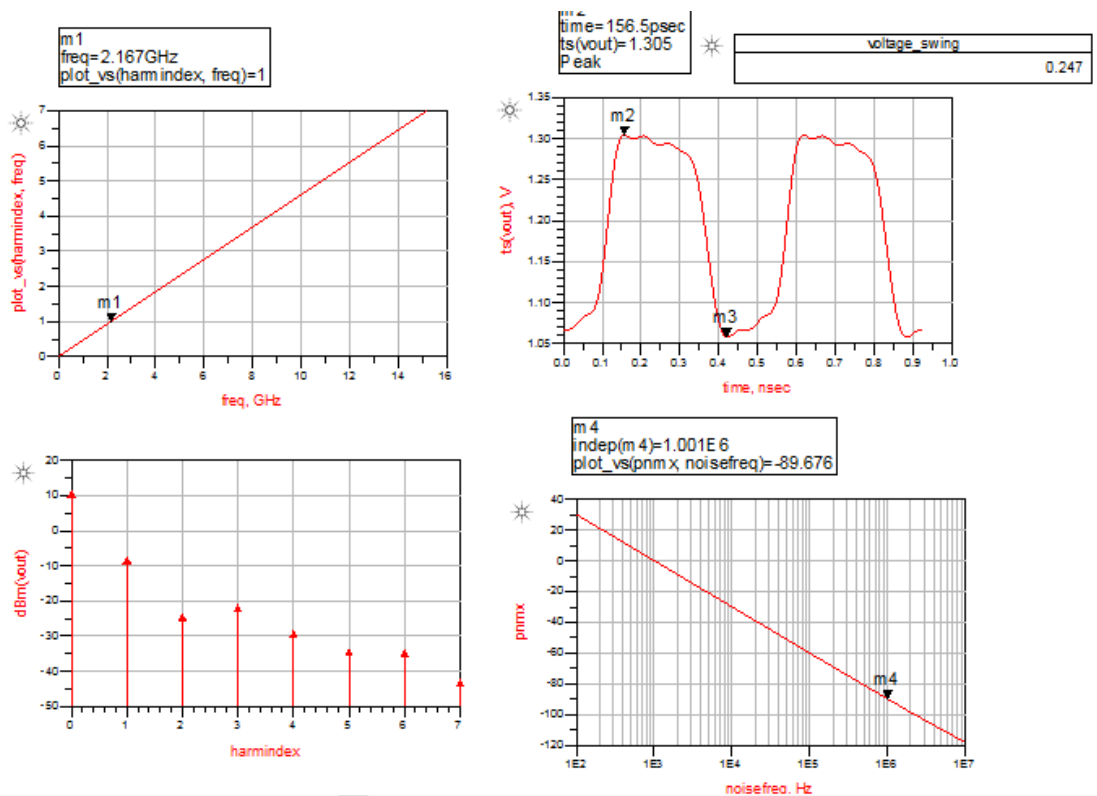 m1
freq=2.167GHz
plot_vs(harmindex, freq)=1
m2
time=156.5psec
ts(vout)=1.305
Peak
voltage_swing
0.247
7
6
5
4
3
2
1
0
plot_vs(harmindex, freq)
m1
0 2 4 6 8 10 12 14 16
freq, GHz
1.35
1.30
1.25
1.20
1.15
1.10
1.05
ts(vout), V
m2
m3
0.0 0.1 0.2 0.3 0.4 0.5 0.6 0.7 0.8 0.9 1.0
time, nsec
m4
indep(m4)=1.001E6
plot_vs(pnmx, noisefreq)=-89.676
20
10
0
-10
-20
-30
-40
-50
dBm(vout)
0 1 2 3 4 5 6 7
harmindex
40
20
0
-20
-40
-60
-80
-100
-120
pnmx
m4
1E2 1E3 1E4 1E5 1E6 1E7
noisefreq, Hz